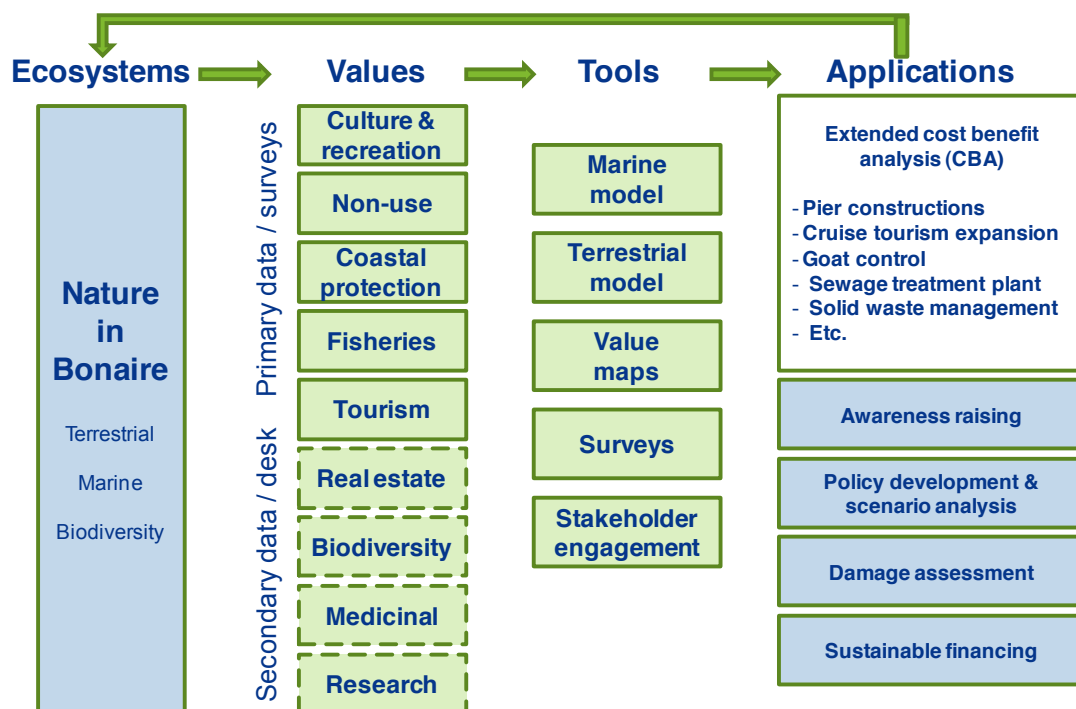 Ecosystems
Values
Tools
Applications
Nature
in
Bonaire
Terrestrial
Marine
Biodiversity
Primary data / surveys
Secondary data / desk
Culture &
recreation
Non-use
Coastal
protection
Fisheries
Tourism
Real estate
Biodiversity
Medicinal
Research
Marine
model
Terrestrial
model
Value
maps
Surveys
Stakeholder
engagement
Extended cost benefit
analysis (CBA)
- Pier constructions
- Cruise tourism expansion
- Goat control
- Sewage treatment plant
- Solid waste management
- Etc.
Awareness raising
Policy development &
scenario analysis
Damage assessment
Sustainable financing